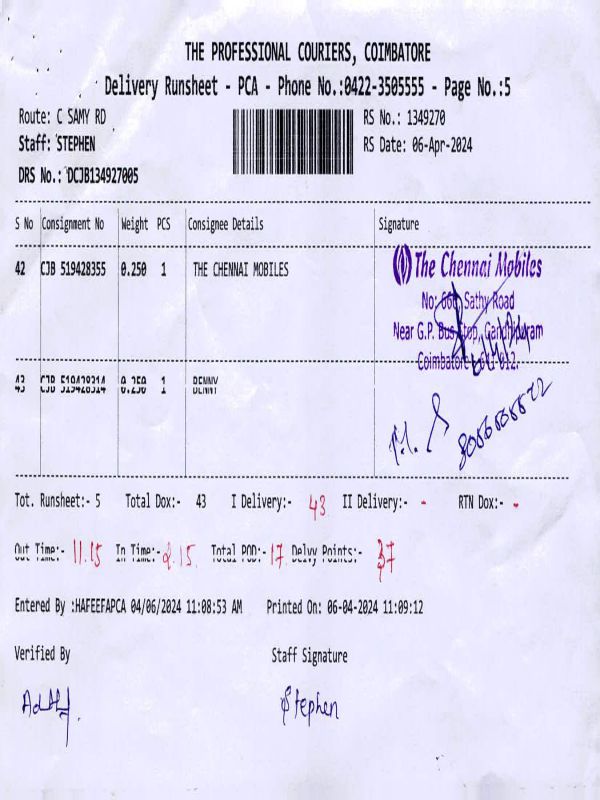 THE PROFESSIONAL COURIERS, COIMBATORE
Delivery Runsheet - PCA - Phone No.:0422-3505555 - Page No.:5
Route: C SAMY RD
RS No.: 1349270
Staff: STEPHEN
RS Date: 06-Apr-2024
DRS No.: DCJB134927005
S No Consignment No Weight PCS Consignee Details Signature
42 CJB 519428355 0.250 1 THE CHENNAI MOBILES
The Chennai Mobiles
No: 66 Sathy Road
Near G.P. Bus Stop, Gandhipuram
Coimbatore
43 CJB 519428314 0.250 1 BENNY
Tot. Runsheet:- 5 Total Dox:- 43 I Delivery:- 43 II Delivery:- - RTN Dox:- -
Out Time:- 11.15 In Time:- 2.15. Total POD:- 17 Delvy Points:- 37
Entered By :HAFEEFAPCA 04/06/2024 11:08:53 AM Printed On: 06-04-2024 11:09:12
Verified By Staff Signature
Stephen